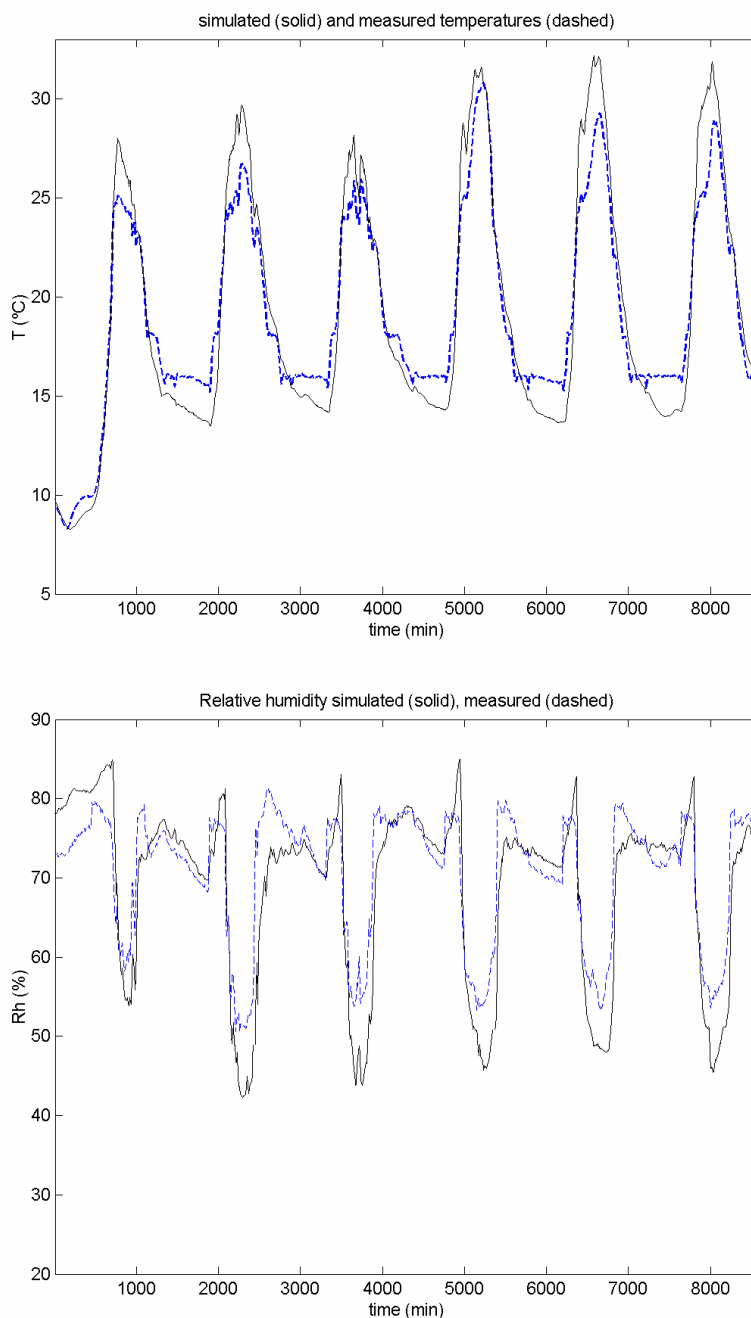 simulated (solid) and measured temperatures (dashed)
30
25
20
15
10
5
T (ºC)
1000 2000 3000 4000 5000 6000 7000 8000
time (min)
Relative humidity simulated (solid), measured (dashed)
90
80
70
60
50
40
30
20
Rh (%)
1000 2000 3000 4000 5000 6000 7000 8000
time (min)